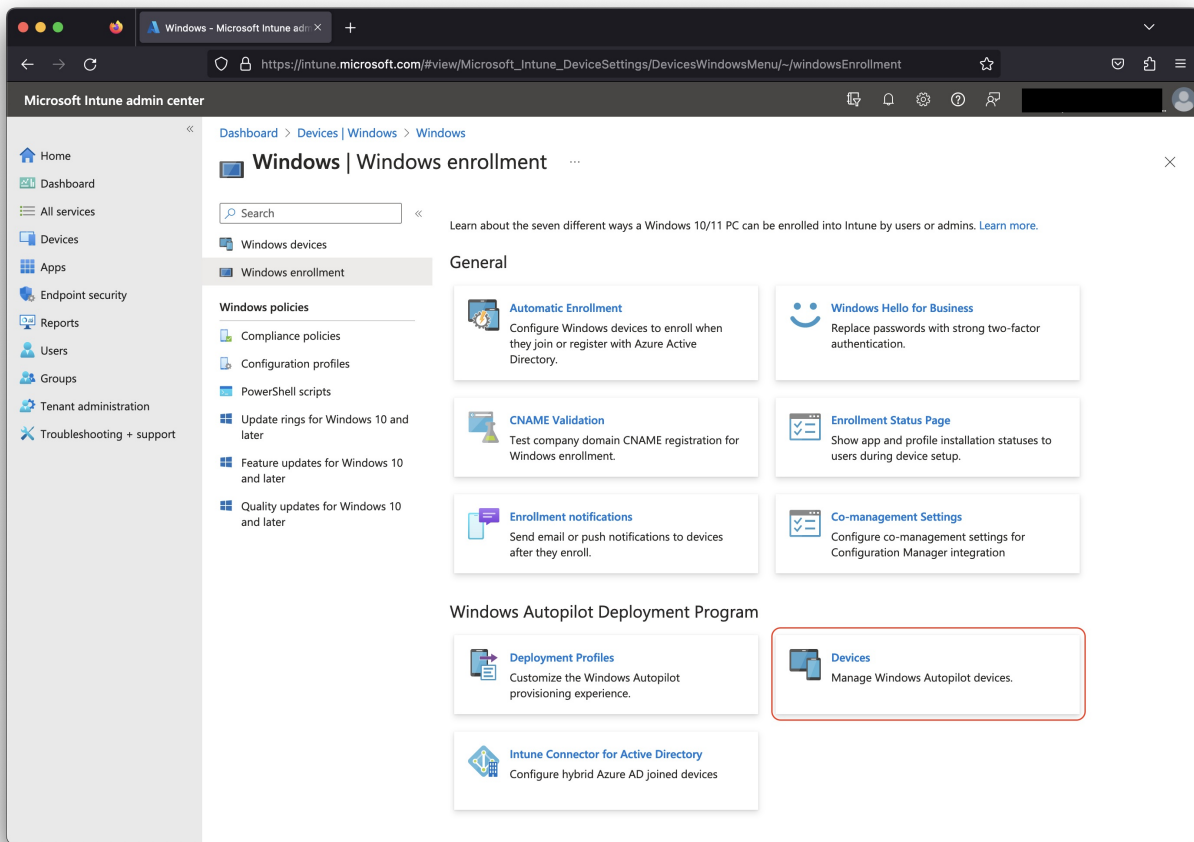 Windows - Microsoft Intune adm
https://intune.microsoft.com/#view/Microsoft_Intune_DeviceSettings/DevicesWindowsMenu/~/windowsEnrollment
Microsoft Intune admin center
Home
Dashboard
All services
Devices
Apps
Endpoint security
Reports
Users
Groups
Tenant administration
Troubleshooting + support
Dashboard > Devices | Windows > Windows
Windows | Windows enrollment ...
Search
Windows devices
Windows enrollment
Windows policies
Compliance policies
Configuration profiles
PowerShell scripts
Update rings for Windows 10 and
later
Feature updates for Windows 10
and later
Quality updates for Windows 10
and later
Learn about the seven different ways a Windows 10/11 PC can be enrolled into Intune by users or admins. Learn more.
General
Automatic Enrollment
Configure Windows devices to enroll when
they join or register with Azure Active
Directory.
Windows Hello for Business
Replace passwords with strong two-factor
authentication.
CNAME Validation
Test company domain CNAME registration for
Windows enrollment.
Enrollment Status Page
Show app and profile installation statuses to
users during device setup.
Enrollment notifications
Send email or push notifications to devices
after they enroll.
Co-management Settings
Configure co-management settings for
Configuration Manager integration
Windows Autopilot Deployment Program
Deployment Profiles
Customize the Windows Autopilot
provisioning experience.
Devices
Manage Windows Autopilot devices.
Intune Connector for Active Directory
Configure hybrid Azure AD joined devices